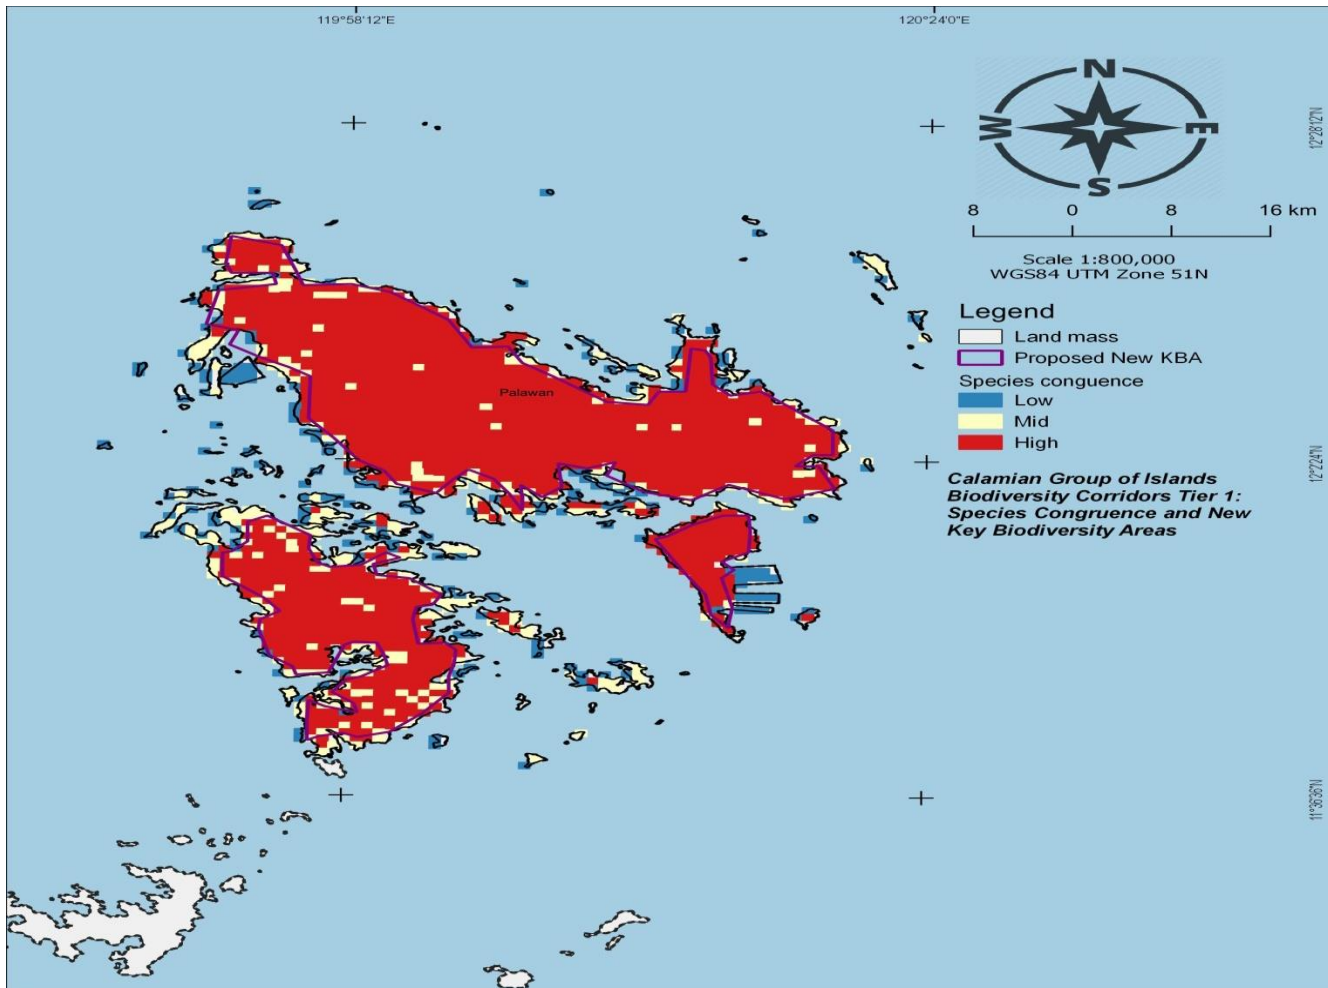 119°58'12"E
120°24'0"E
N
W
E
S
12°28'12"N
8 0 8 16 km
Scale 1:800,000
WGS84 UTM Zone 51N
Legend
Land mass
Proposed New KBA
Species conguence
Low
Mid
High
Palawan
12°2'24"N
Calamian Group of Islands
Biodiversity Corridors Tier 1:
Species Congruence and New
Key Biodiversity Areas
11°36'36"N